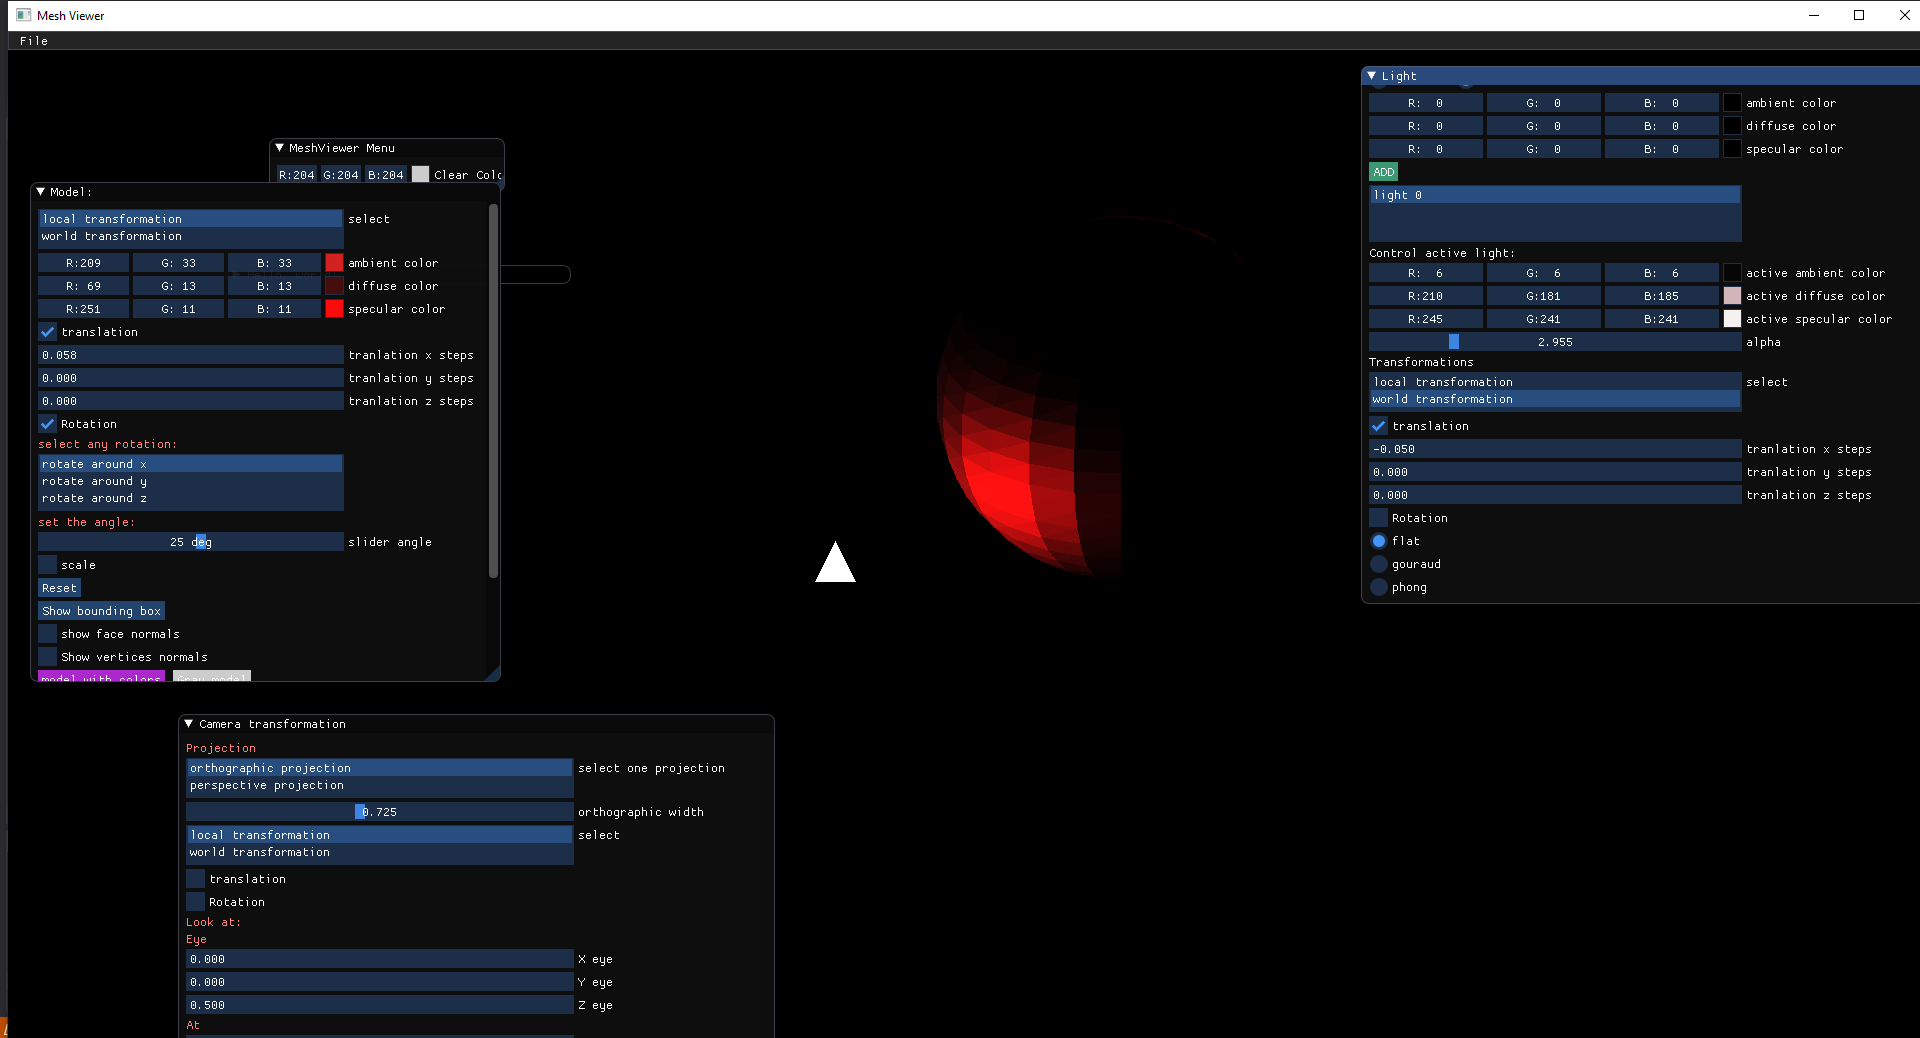 Mesh Viewer
File
MeshViewer Menu
R:204 G:204 B:204 Clear Colo
Model:
local transformation select
world transformation
R:209 G: 33 B: 33 ambient color
R: 69 G: 13 B: 13 diffuse color
R:251 G: 11 B: 11 specular color
translation
0.058 tranlation x steps
0.000 tranlation y steps
0.000 tranlation z steps
Rotation
select any rotation:
rotate around x
rotate around y
rotate around z
set the angle:
25 deg slider angle
scale
Reset
Show bounding box
show face normals
Show vertices normals
model with colors Gray model
Camera transformation
Projection
orthographic projection select one projection
perspective projection
0.725 orthographic width
local transformation select
world transformation
translation
Rotation
Look at:
Eye
0.000 X eye
0.000 Y eye
0.500 Z eye
At
Light
R: 0 G: 0 B: 0 ambient color
R: 0 G: 0 B: 0 diffuse color
R: 0 G: 0 B: 0 specular color
ADD
light 0
Control active light:
R: 6 G: 6 B: 6 active ambient color
R:210 G:181 B:185 active diffuse color
R:245 G:241 B:241 active specular color
2.955 alpha
Transformations
local transformation select
world transformation
translation
-0.050 tranlation x steps
0.000 tranlation y steps
0.000 tranlation z steps
Rotation
flat
gouraud
phong